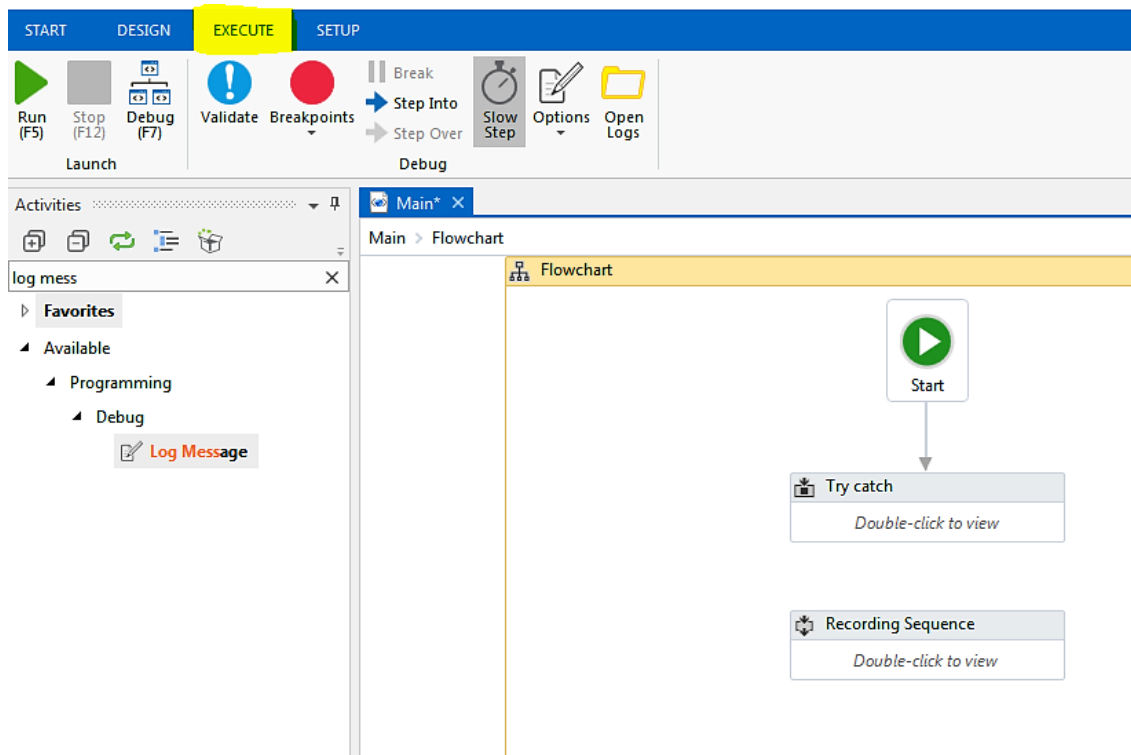 START DESIGN EXECUTE SETUP
Run (F5)
Stop (F12)
Debug (F7)
Launch
Validate
Breakpoints
Break
Step Into
Step Over
Slow Step
Options
Open Logs
Debug
Activities
log mess
Favorites
Available
Programming
Debug
Log Message
Main*
Main > Flowchart
Flowchart
Start
Try catch
Double-click to view
Recording Sequence
Double-click to view